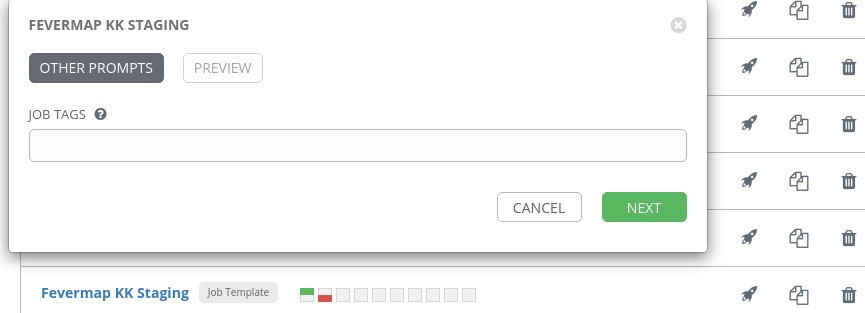 FEVERMAP KK STAGING
OTHER PROMPTS PREVIEW
JOB TAGS ?
CANCEL NEXT
Fevermap KK Staging Job Template